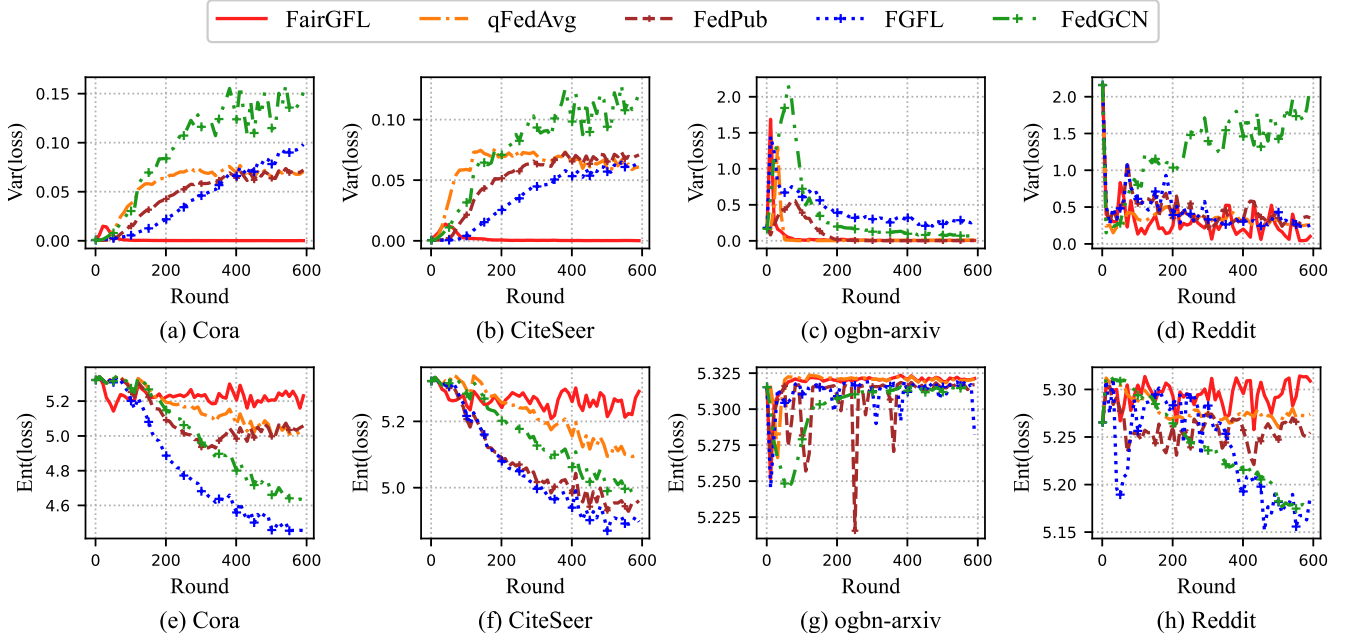 FairGFL qFedAvg FedPub FGFL FedGCN
0.15
0.10
0.05
0.00
Var(loss)
0 200 400 600
Round
(a) Cora
0.10
0.05
0.00
Var(loss)
0 200 400 600
Round
(b) CiteSeer
2.0
1.5
1.0
0.5
0.0
Var(loss)
0 200 400 600
Round
(c) ogbn-arxiv
2.0
1.5
1.0
0.5
0.0
Var(loss)
0 200 400 600
Round
(d) Reddit
5.2
5.0
4.8
4.6
Ent(loss)
0 200 400 600
Round
(e) Cora
5.2
5.0
Ent(loss)
0 200 400 600
Round
(f) CiteSeer
5.325
5.300
5.275
5.250
5.225
Ent(loss)
0 200 400 600
Round
(g) ogbn-arxiv
5.30
5.25
5.20
5.15
Ent(loss)
0 200 400 600
Round
(h) Reddit